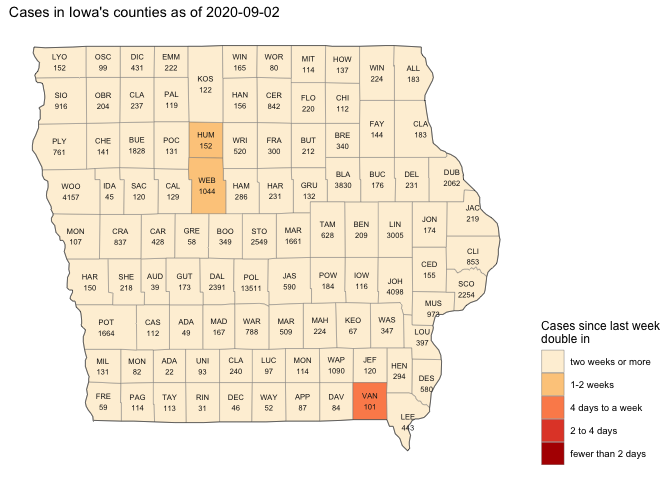 Cases in Iowa's counties as of 2020-09-02
LYO OSC DIC EMM WIN WOR MIT HOW
152 99 431 222 165 80 114 137
WIN ALL
224 183
KOS
122
SIO OBR CLA PAL HAN CER FLO CHI
916 204 237 119 156 842 220 112
FAY CLA
144 183
PLY CHE BUE POC HUM WRI FRA BUT BRE
761 141 1828 131 152 520 300 212 340
WOO IDA SAC CAL WEB HAM HAR GRU BLA BUC DEL DUB
4157 45 120 129 1044 286 231 132 3830 176 231 2062
JAC
219
MON CRA CAR GRE BOO STO MAR TAM BEN LIN JON
107 837 428 58 349 2549 1661 628 209 3005 174
CLI
853
HAR SHE AUD GUT DAL POL JAS POW IOW JOH CED SCO
150 218 39 173 2391 13511 590 184 116 4098 155 2254
MUS
973
POT CAS ADA MAD WAR MAR MAH KEO WAS LOU
1664 112 49 167 788 509 224 67 347 397
MIL MON ADA UNI CLA LUC MON WAP JEF HEN DES
131 82 22 93 240 97 114 1090 120 294 580
FRE PAG TAY RIN DEC WAY APP DAV VAN LEE
59 114 113 31 46 52 87 84 101 443
Cases since last week
double in
two weeks or more
1-2 weeks
4 days to a week
2 to 4 days
fewer than 2 days